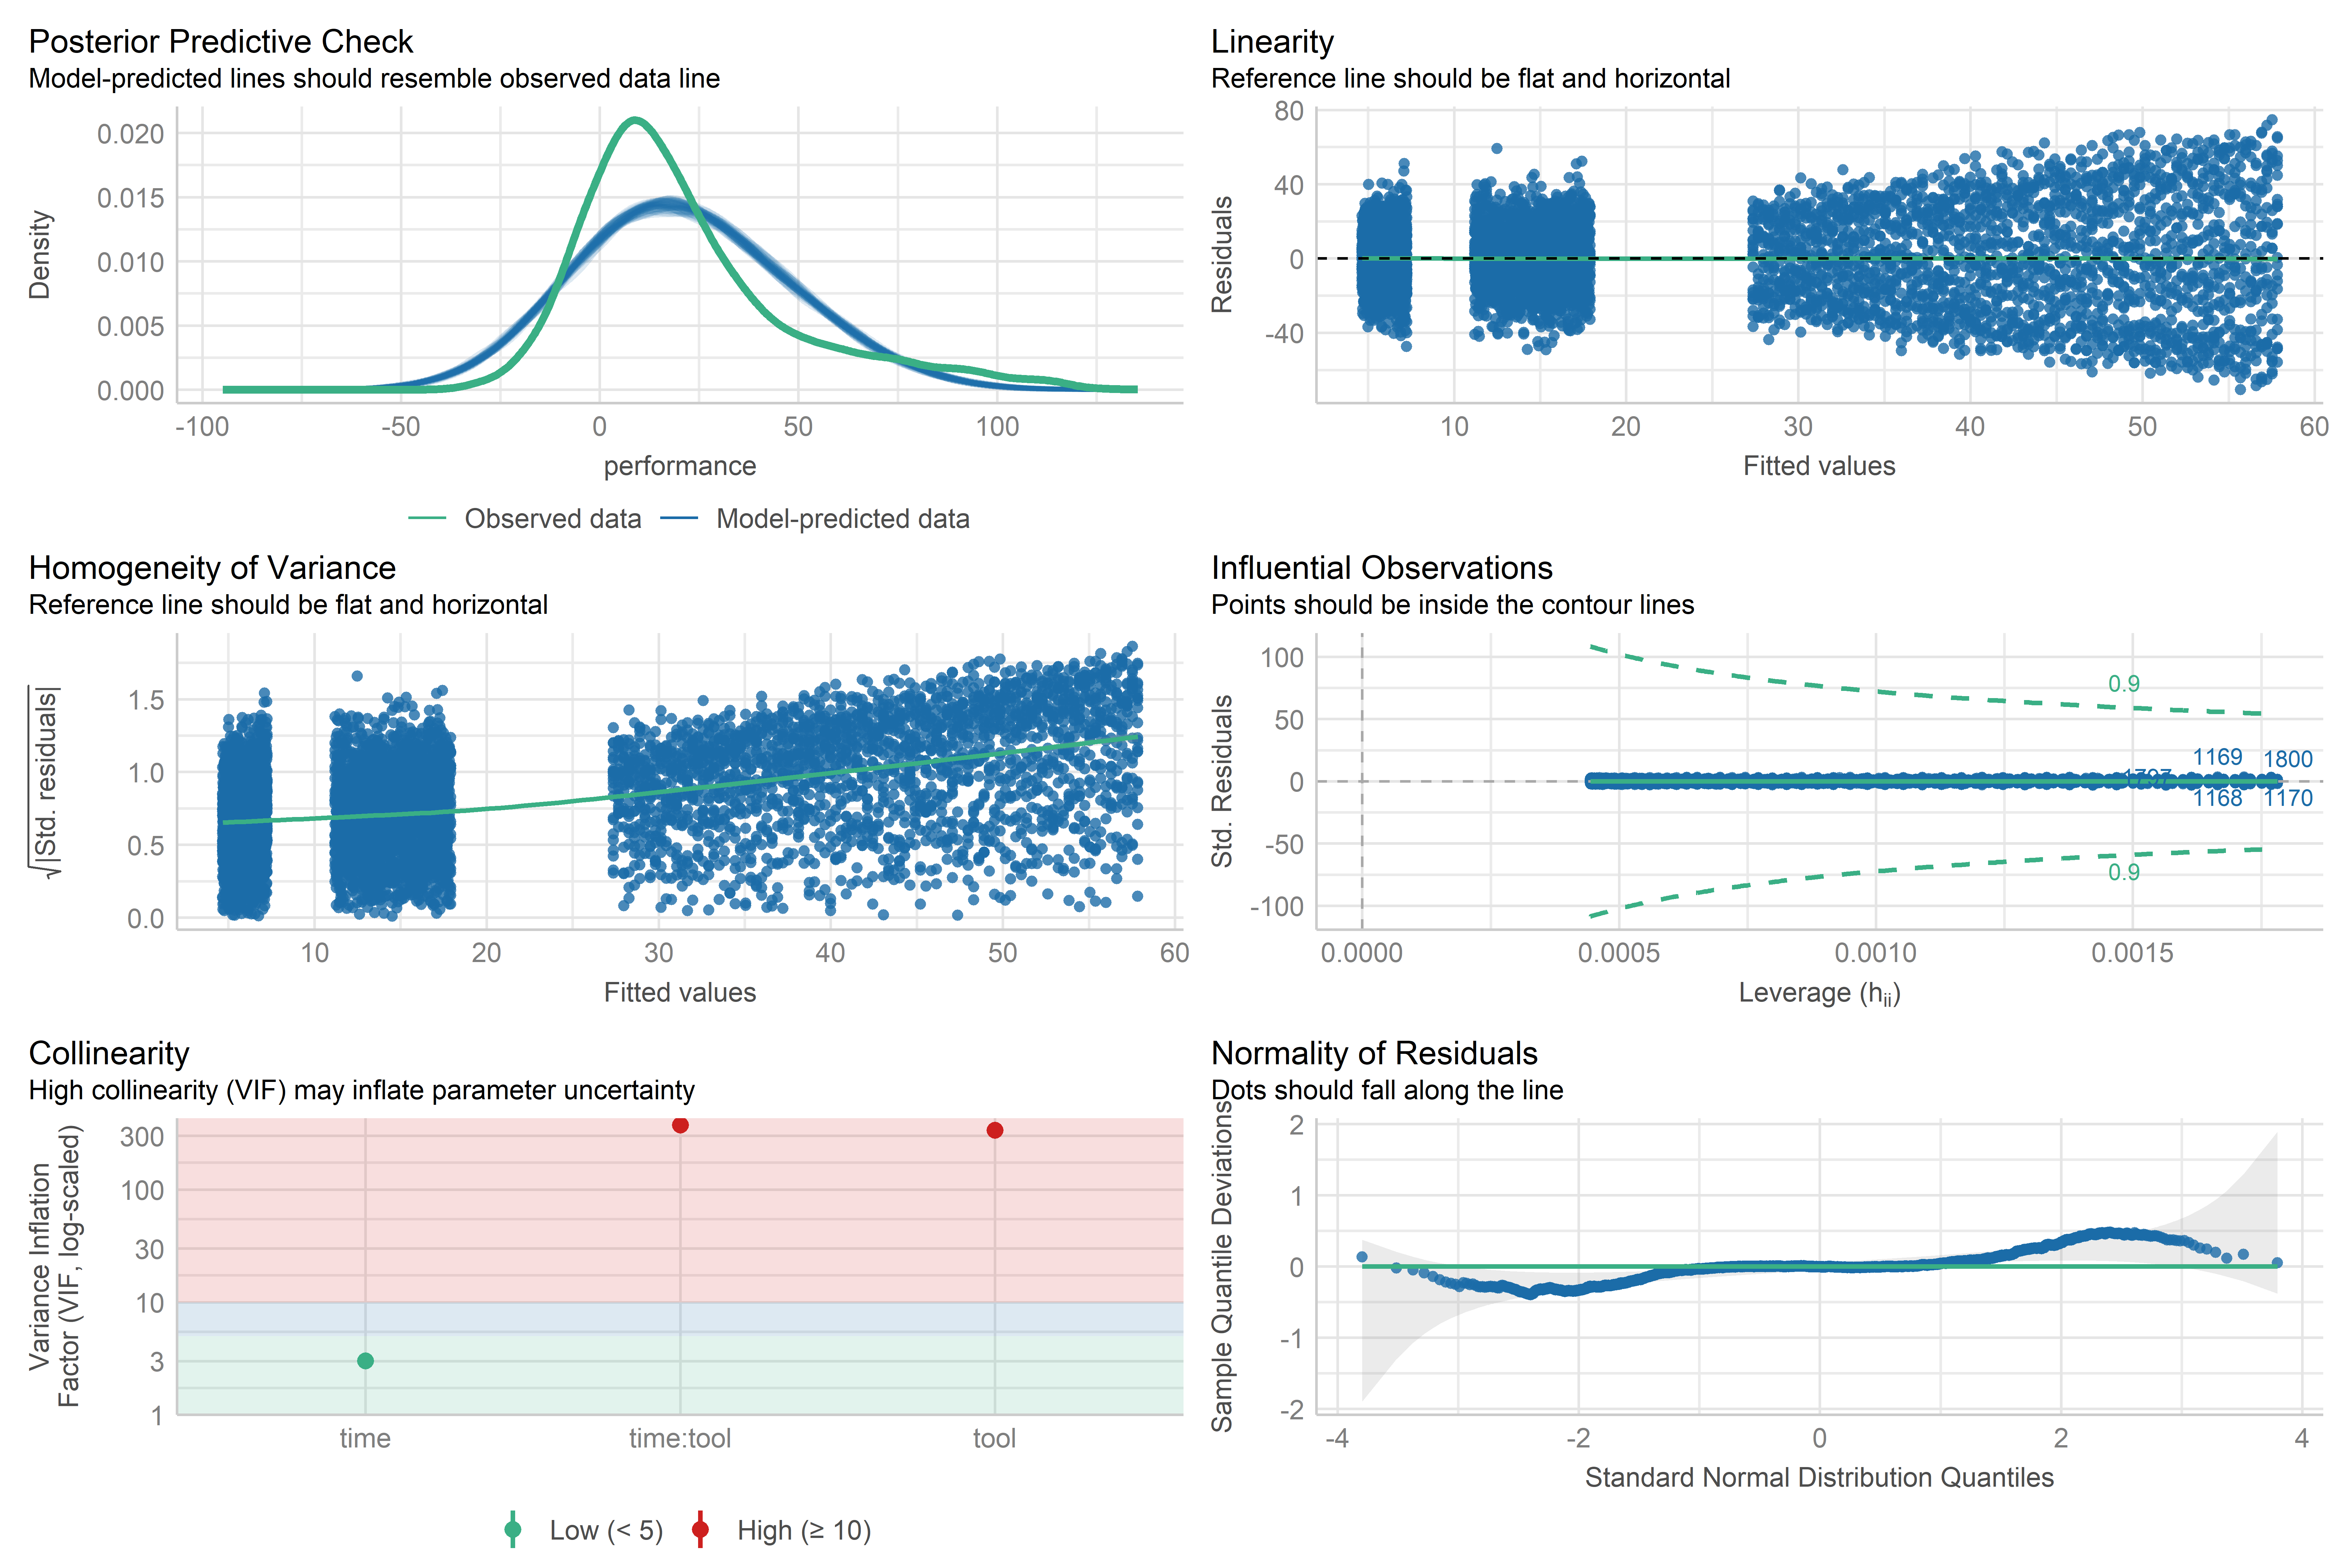 Posterior Predictive Check
Model-predicted lines should resemble observed data line
Density
0.020
0.015
0.010
0.005
0.000
-100
-50
0
50
100
performance
Observed data
Model-predicted data
Linearity
Reference line should be flat and horizontal
Residuals
80
40
0
-40
10
20
30
40
50
60
Fitted values
Homogeneity of Variance
Reference line should be flat and horizontal
√|Std. residuals|
1.5
1.0
0.5
0.0
10
20
30
40
50
60
Fitted values
Influential Observations
Points should be inside the contour lines
Std. Residuals
100
50
0
-50
-100
0.9
1169
1800
1797
1168
1170
0.9
0.0000
0.0005
0.0010
0.0015
Leverage (hii)
Collinearity
High collinearity (VIF) may inflate parameter uncertainty
Variance Inflation
Factor (VIF, log-scaled)
300
100
30
10
3
1
time
time:tool
tool
Low (< 5)
High (≥ 10)
Normality of Residuals
Dots should fall along the line
Sample Quantile Deviations
2
1
0
-1
-2
-4
-2
0
2
4
Standard Normal Distribution Quantiles